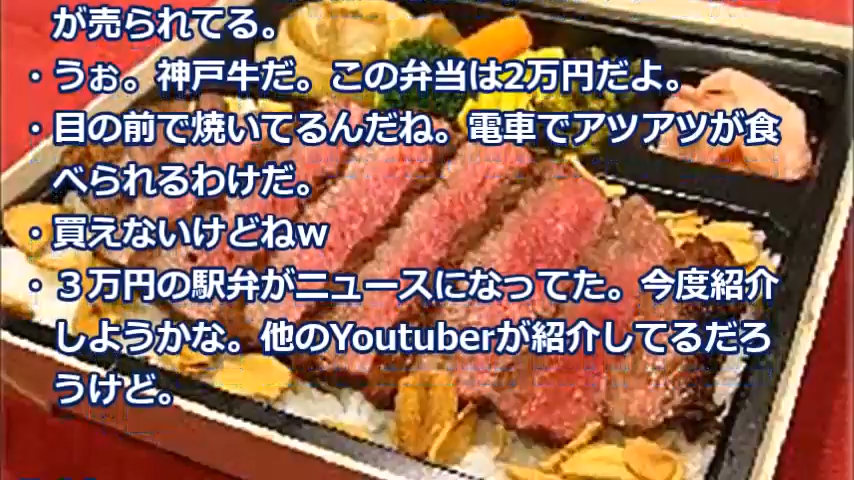 が売られてる。
・うぉ。神戸牛だ。この弁当は2万円だよ。
・目の前で焼いてるんだね。電車でアツアツが食
べられるわけだ。
・買えないけどねw
・３万円の駅弁がニュースになってた。今度紹介
しようかな。他のYoutuberが紹介してるだろ
うけど。